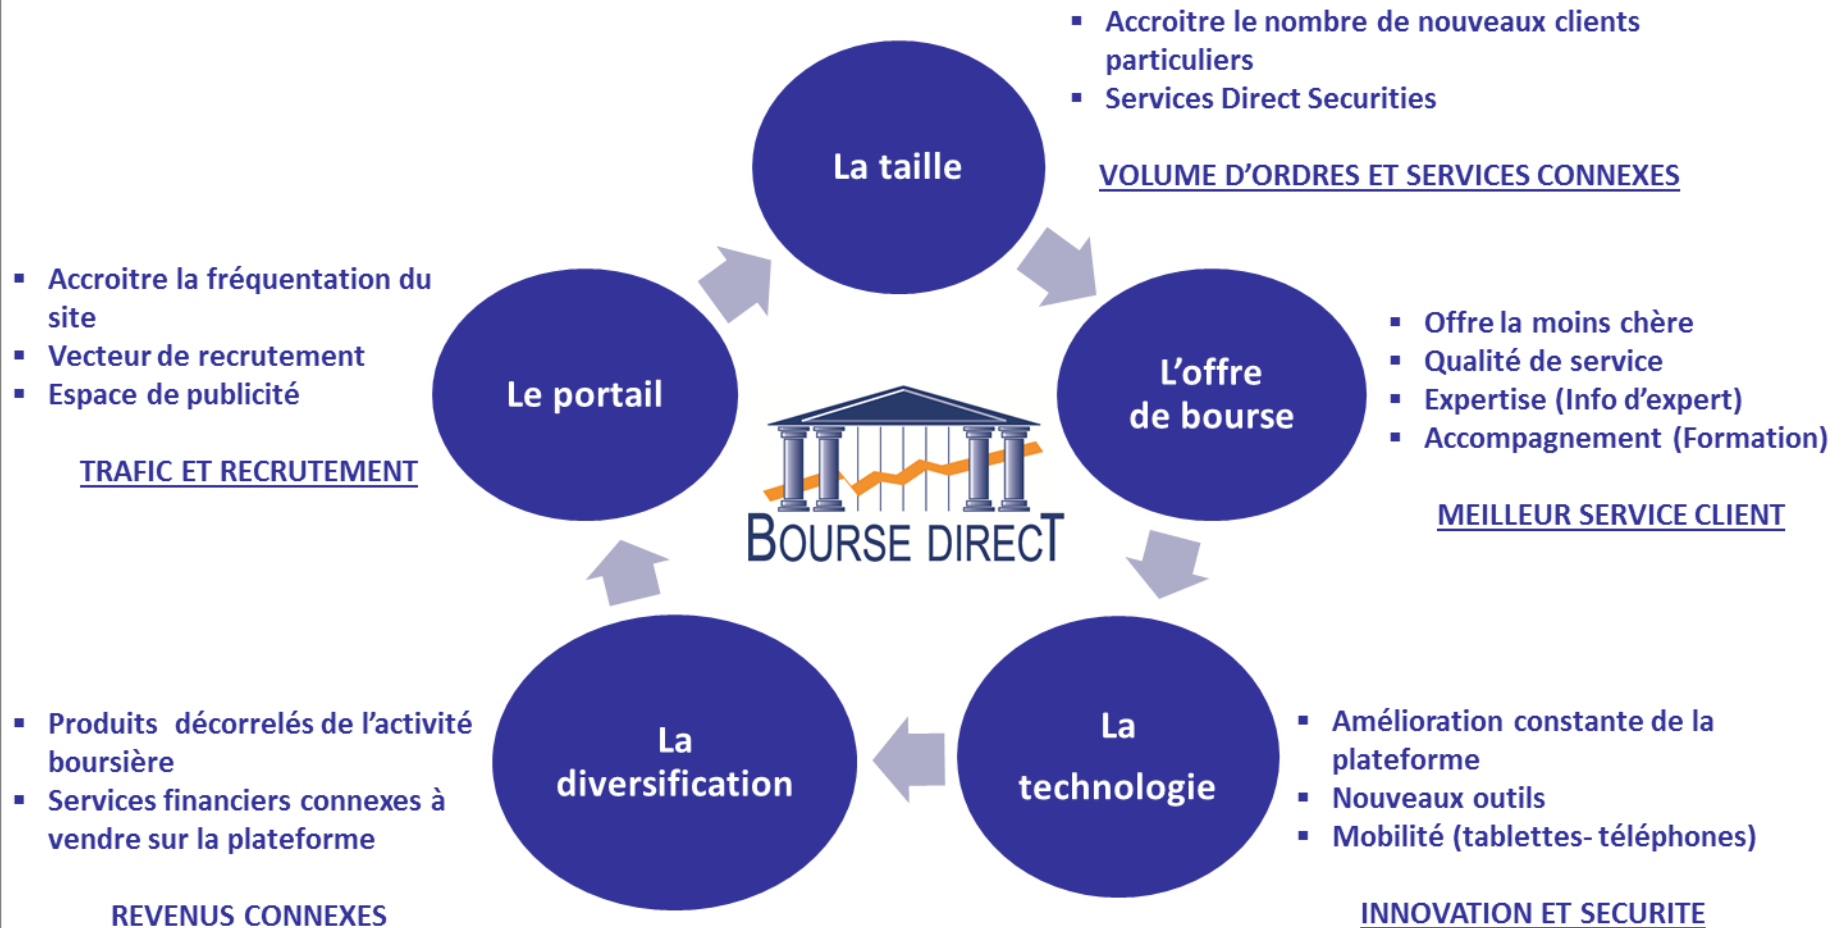 ▪ Accroitre le nombre de nouveaux clients
particuliers
▪ Services Direct Securities
VOLUME D’ORDRES ET SERVICES CONNEXES
La taille
▪ Offre la moins chère
▪ Qualité de service
▪ Expertise (Info d’expert)
▪ Accompagnement (Formation)
MEILLEUR SERVICE CLIENT
L’offre
de bourse
▪ Amélioration constante de la
plateforme
▪ Nouveaux outils
▪ Mobilité (tablettes- téléphones)
INNOVATION ET SECURITE
La
technologie
▪ Produits décorrelés de l’activité
boursière
▪ Services financiers connexes à
vendre sur la plateforme
REVENUS CONNEXES
La
diversification
▪ Accroitre la fréquentation du
site
▪ Vecteur de recrutement
▪ Espace de publicité
TRAFIC ET RECRUTEMENT
Le portail
BOURSE DIRECT